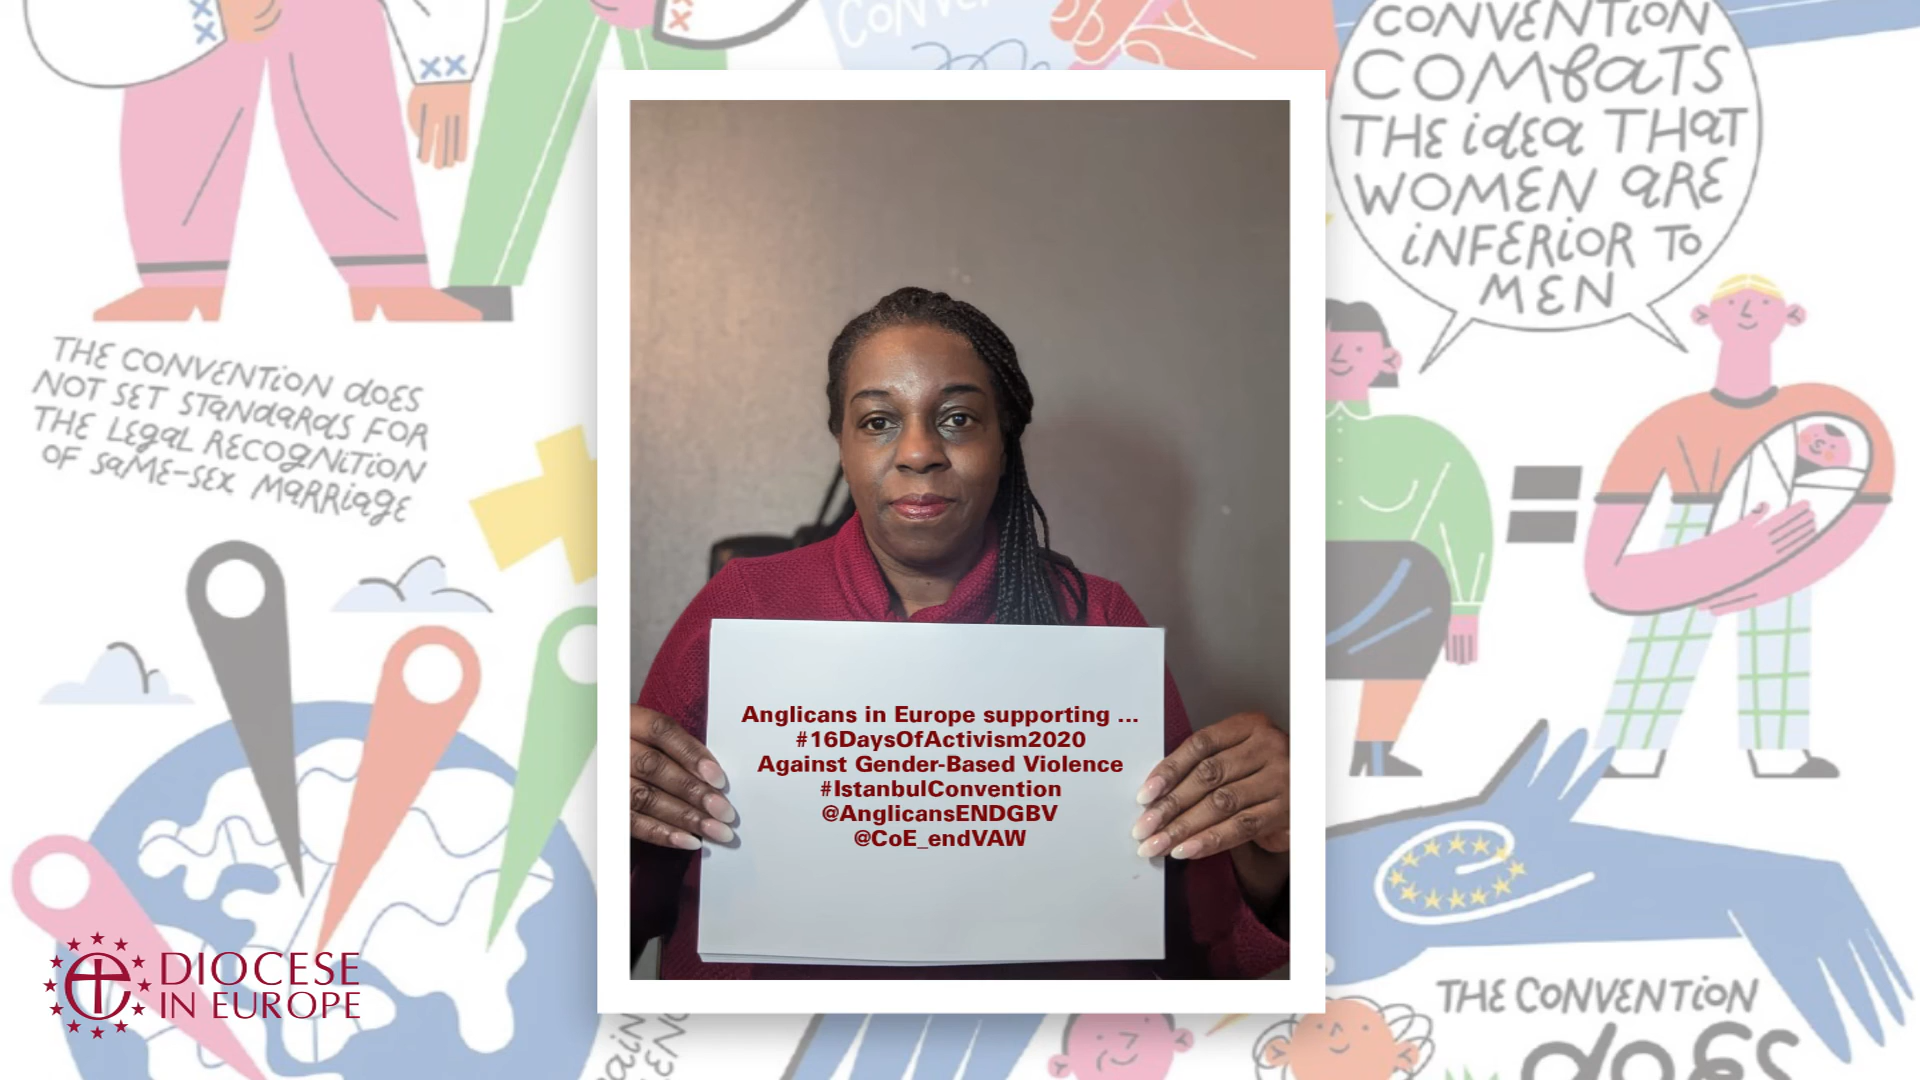 CONVEN
CONVENTION
COMBATS
THE idEA THAT
WOMEN ARE
INFERIOR TO
MEN
THE CONVENTION dOES
NOT SET STANdARdS FOR
THE LEgaL RECOgNiTiON
OF SaME-SEX MARRiagE
Anglicans in Europe supporting ...
#16DaysOfActivism2020
Against Gender-Based Violence
#IstanbulConvention
@AnglicansENDGBV
@CoE_endVAW
DIOCESE
IN EUROPE
THE CONVENTION
dOES